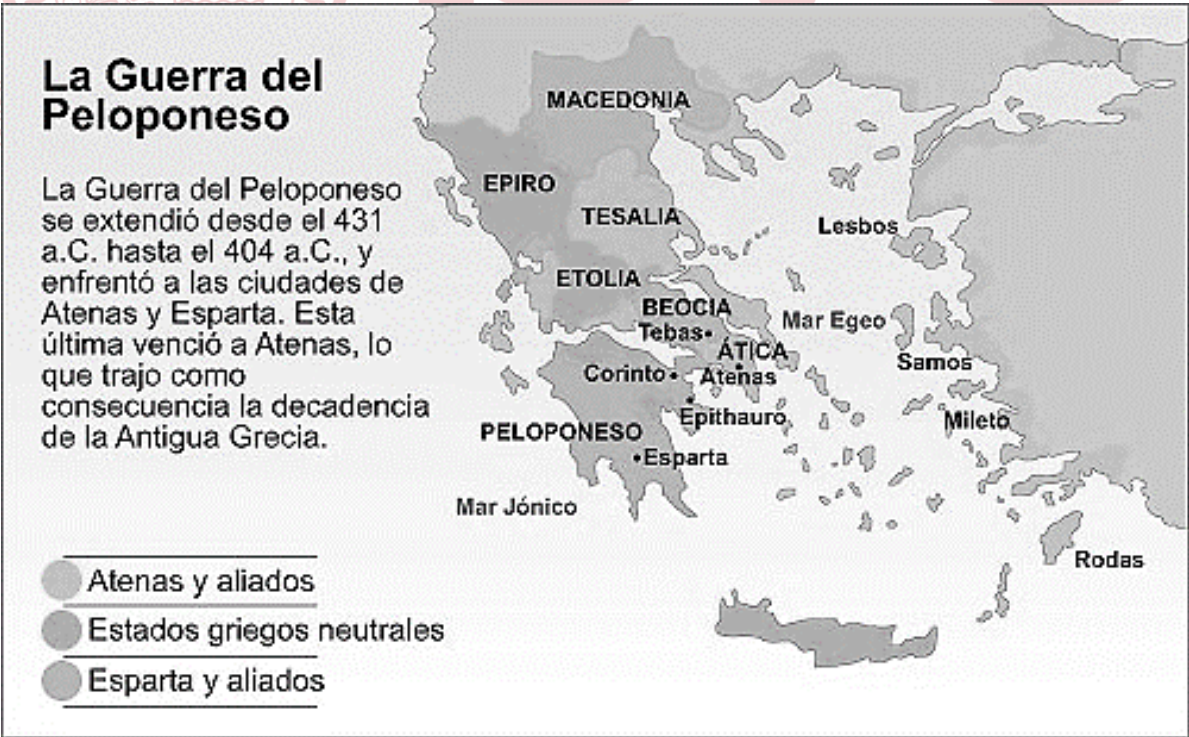 La Guerra del
Peloponeso
La Guerra del Peloponeso
se extendió desde el 431
a.C. hasta el 404 a.C., y
enfrentó a las ciudades de
Atenas y Esparta. Esta
última venció a Atenas, lo
que trajo como
consecuencia la decadencia
de la Antigua Grecia.
MACEDONIA
EPIRO
TESALIA
Lesbos
ETOLIA
BEOCIA
Mar Egeo
Tebas
ÁTICA
Samos
Corinto
Atenas
Epithauro
Mileto
PELOPONESO
Esparta
Mar Jónico
Rodas
Atenas y aliados
Estados griegos neutrales
Esparta y aliados